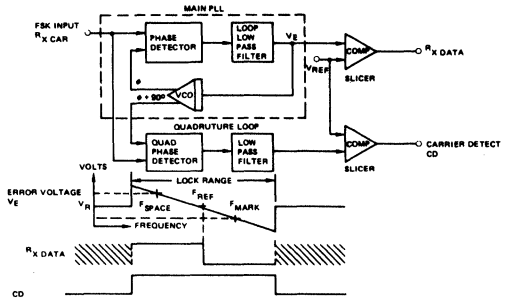 MAIN PLL
FSK INPUT
RX CAR
PHASE
DETECTOR
LOOP
LOW
PASS
FILTER
VE
COMP
RX DATA
VREF
SLICER
ø
ø + 90°
VCO
QUADRUTURE LOOP
QUAD
PHASE
DETECTOR
LOW
PASS
FILTER
COMP
CARRIER DETECT
CD
SLICER
VOLTS
LOCK RANGE
ERROR VOLTAGE
VE
VR
FSPACE
FREF
FMARK
FREQUENCY
RX DATA
CD